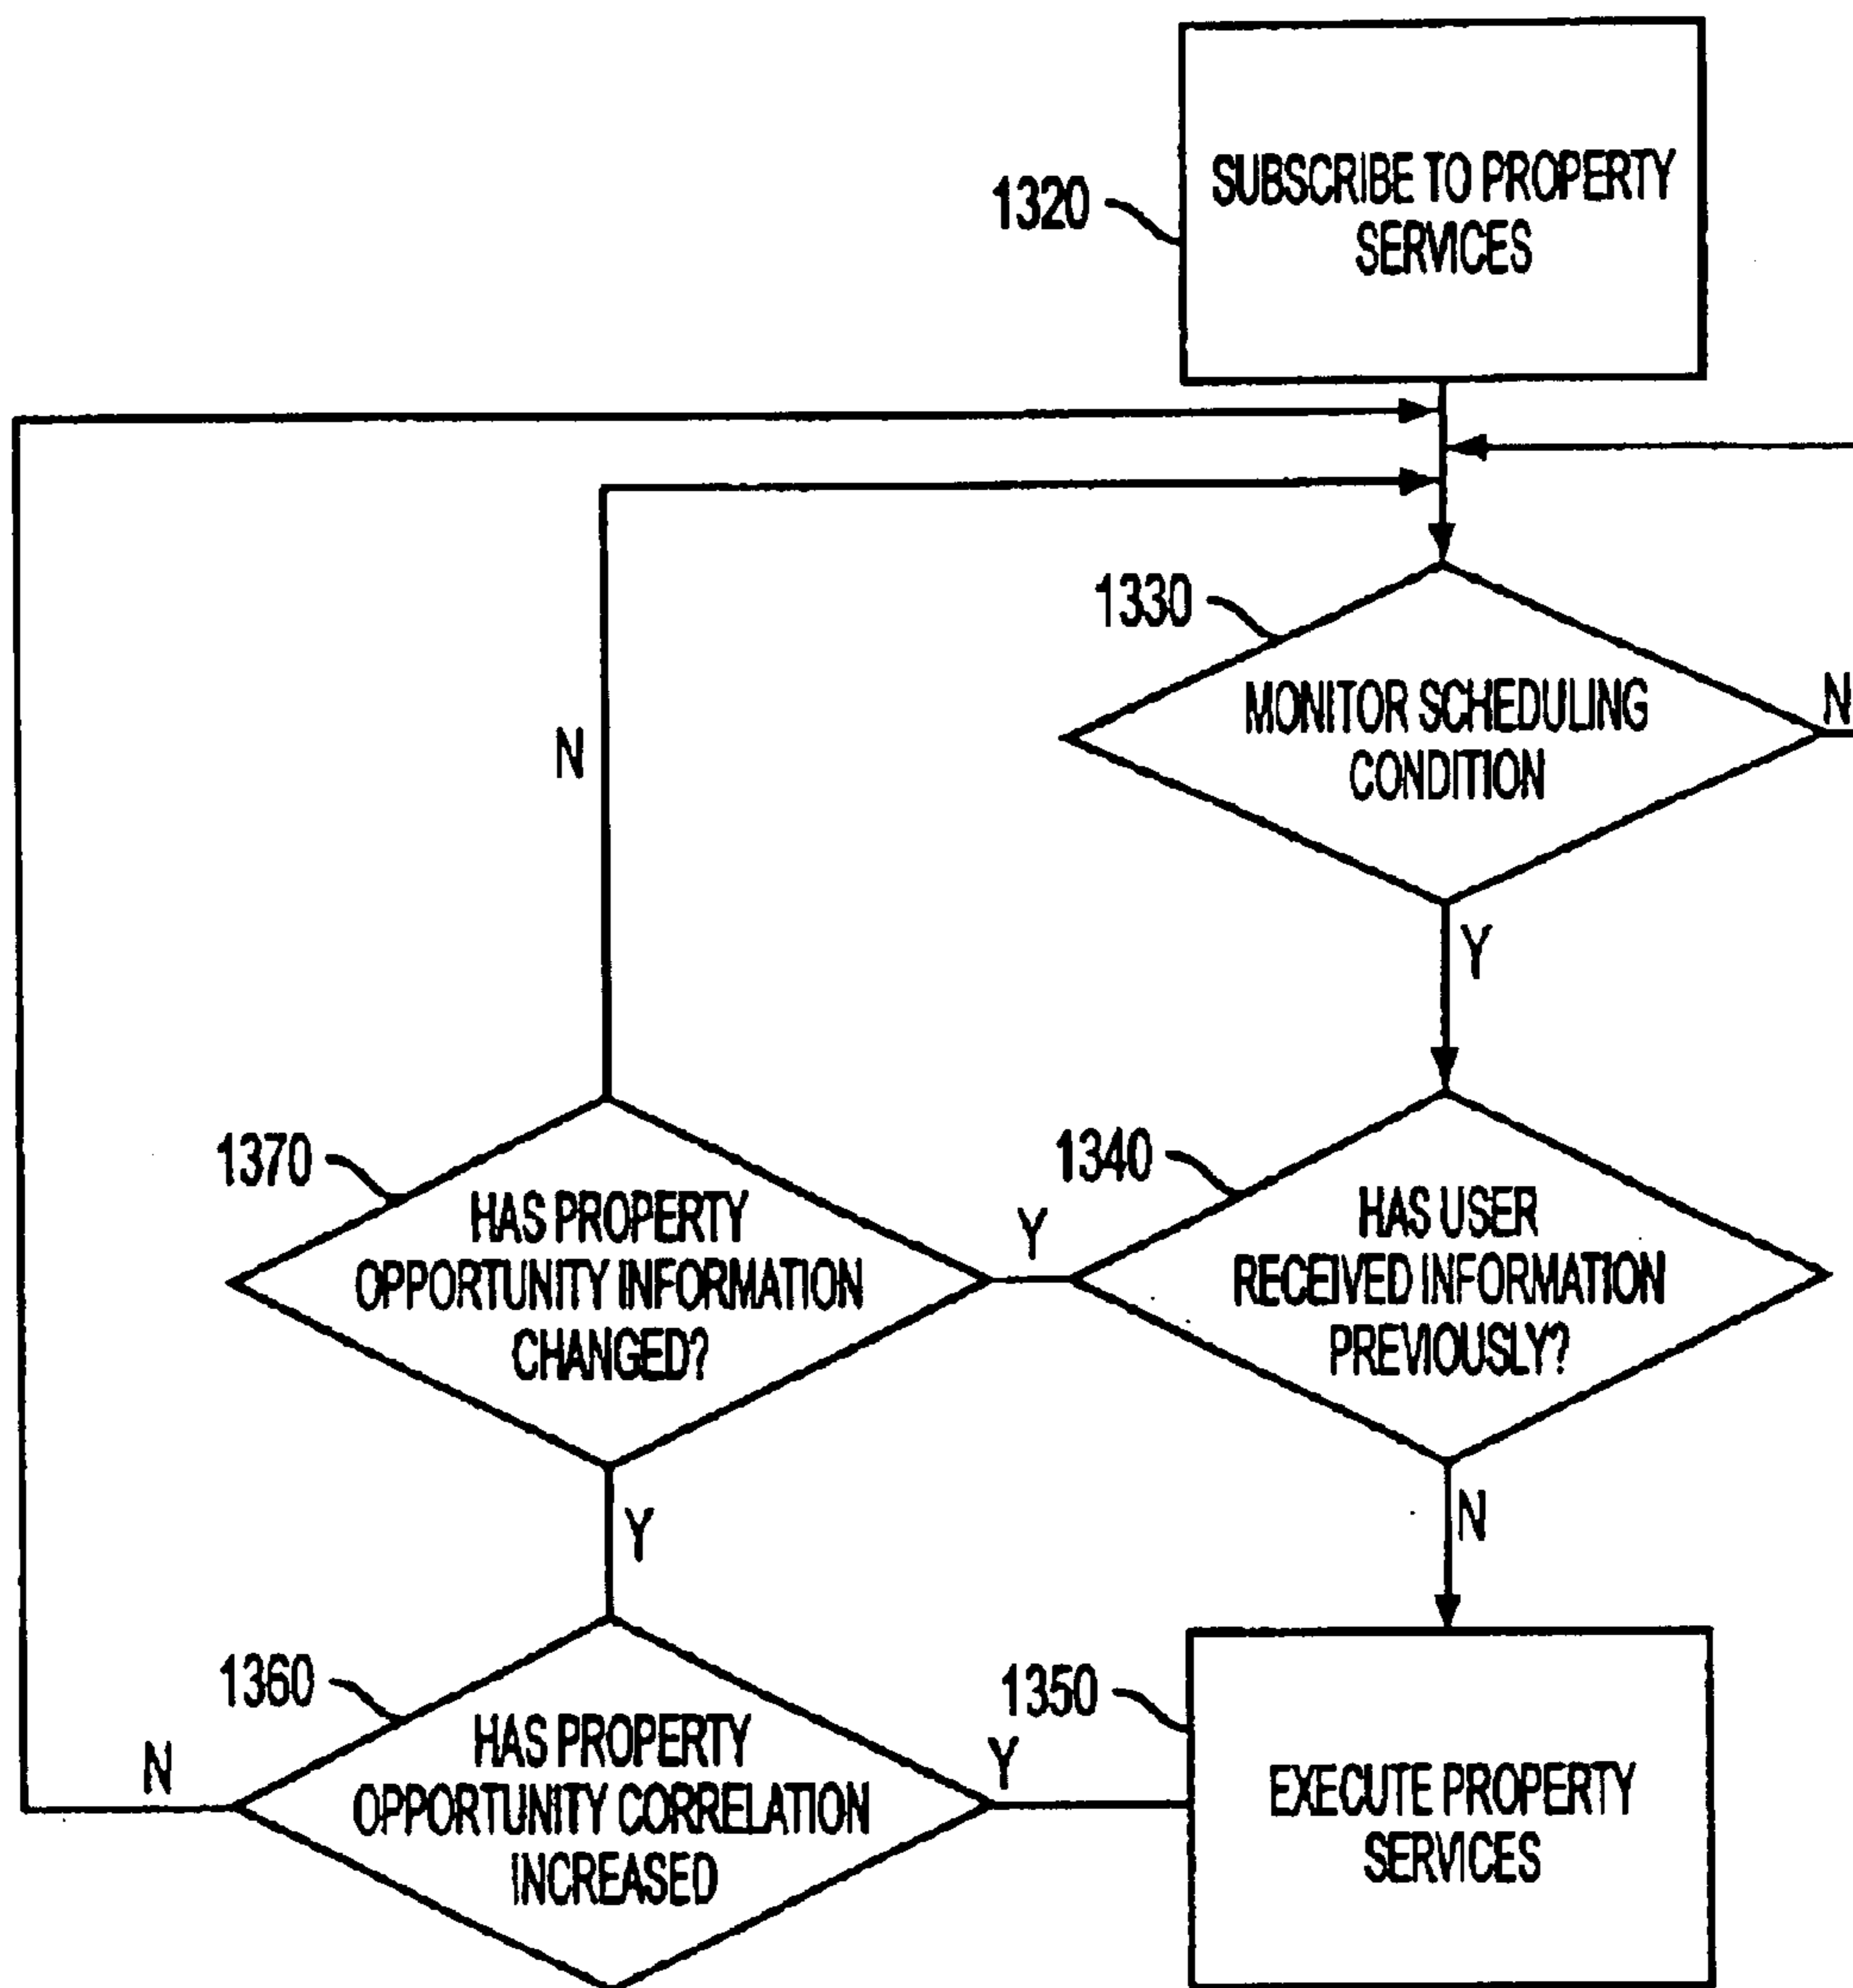 1320
SUBSCRIBE TO PROPERTY
SERVICES
1330
MONITOR SCHEDULING
CONDITION
N
N
Y
1370
HAS PROPERTY
OPPORTUNITY INFORMATION
CHANGED?
Y
1340
HAS USER
RECEIVED INFORMATION
PREVIOUSLY?
Y
N
1360
HAS PROPERTY
OPPORTUNITY CORRELATION
INCREASED
N
Y
1350
EXECUTE PROPERTY
SERVICES